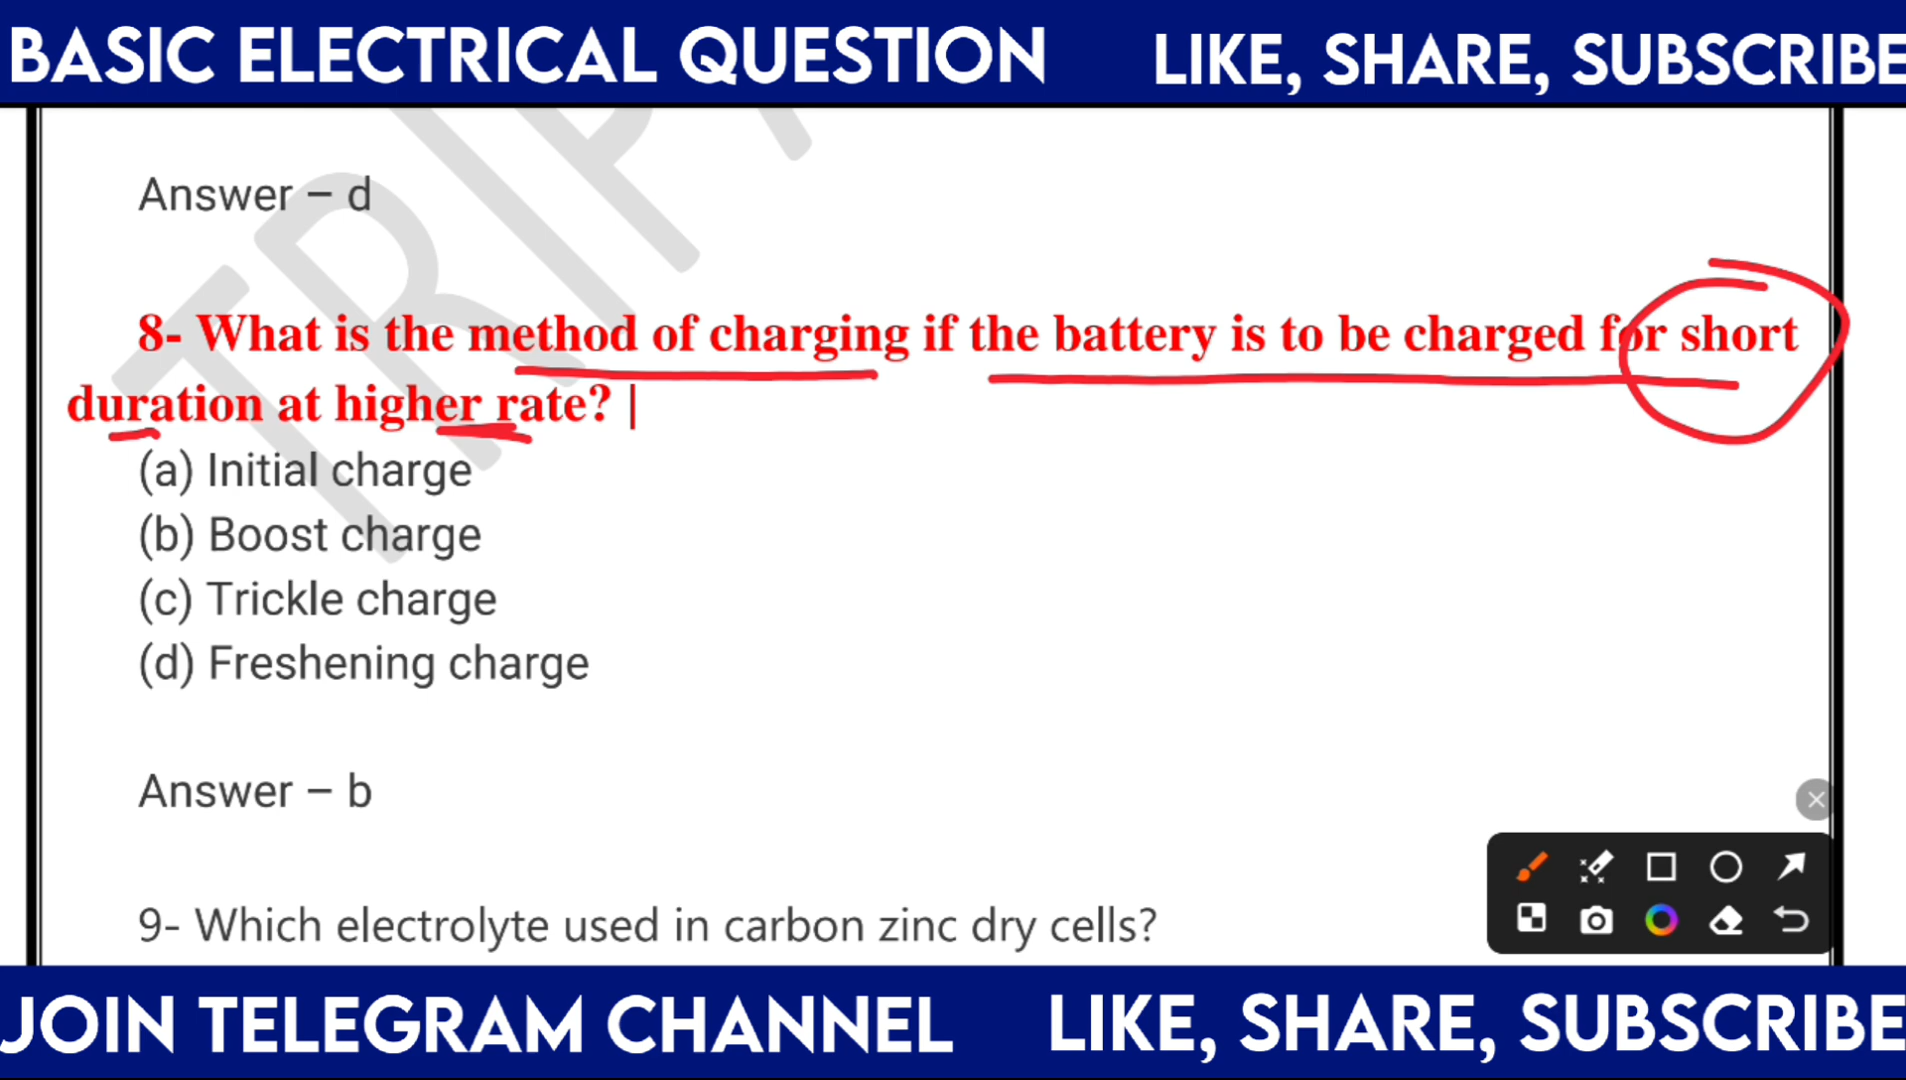 BASIC ELECTRICAL QUESTION LIKE, SHARE, SUBSCRIBE
TRIPA
Answer – d
8- What is the method of charging if the battery is to be charged for short
duration at higher rate? |
(a) Initial charge
(b) Boost charge
(c) Trickle charge
(d) Freshening charge
Answer – b
9- Which electrolyte used in carbon zinc dry cells?
JOIN TELEGRAM CHANNEL LIKE, SHARE, SUBSCRIBE